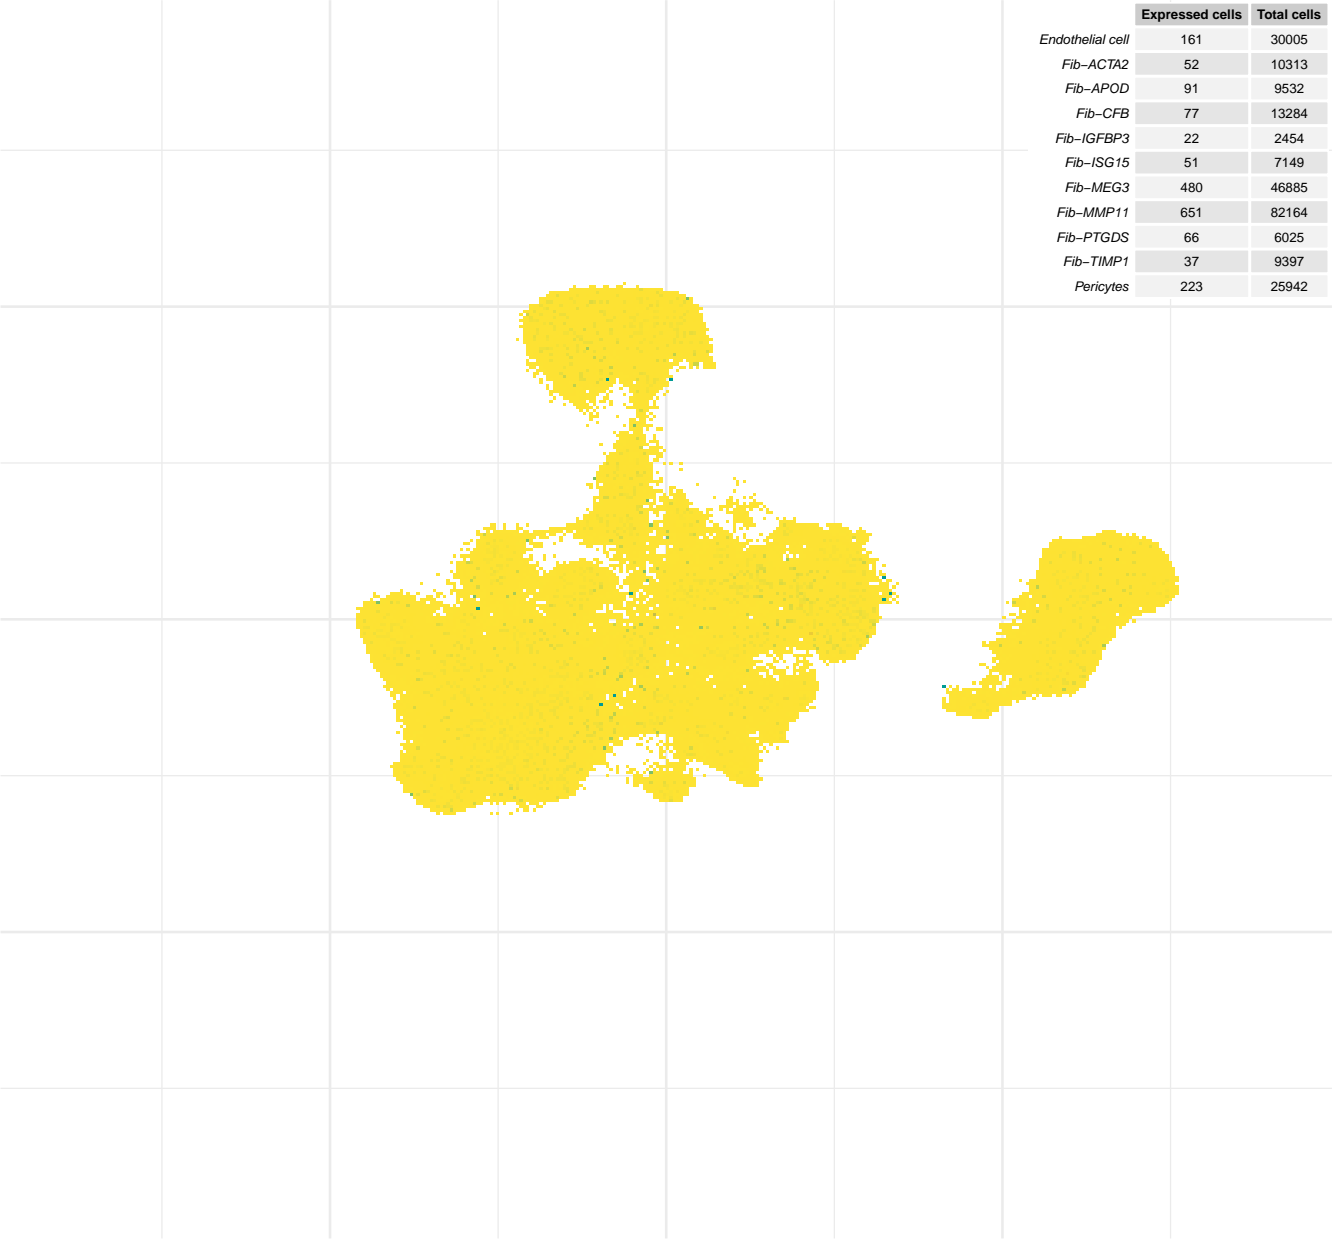 Expressed cells Total cells
Endothelial cell 161 30005
Fib−ACTA2 52 10313
Fib−APOD 91 9532
Fib−CFB 77 13284
Fib−IGFBP3 22 2454
Fib−ISG15 51 7149
Fib−MEG3 480 46885
Fib−MMP11 651 82164
Fib−PTGDS 66 6025
Fib−TIMP1 37 9397
Pericytes 223 25942